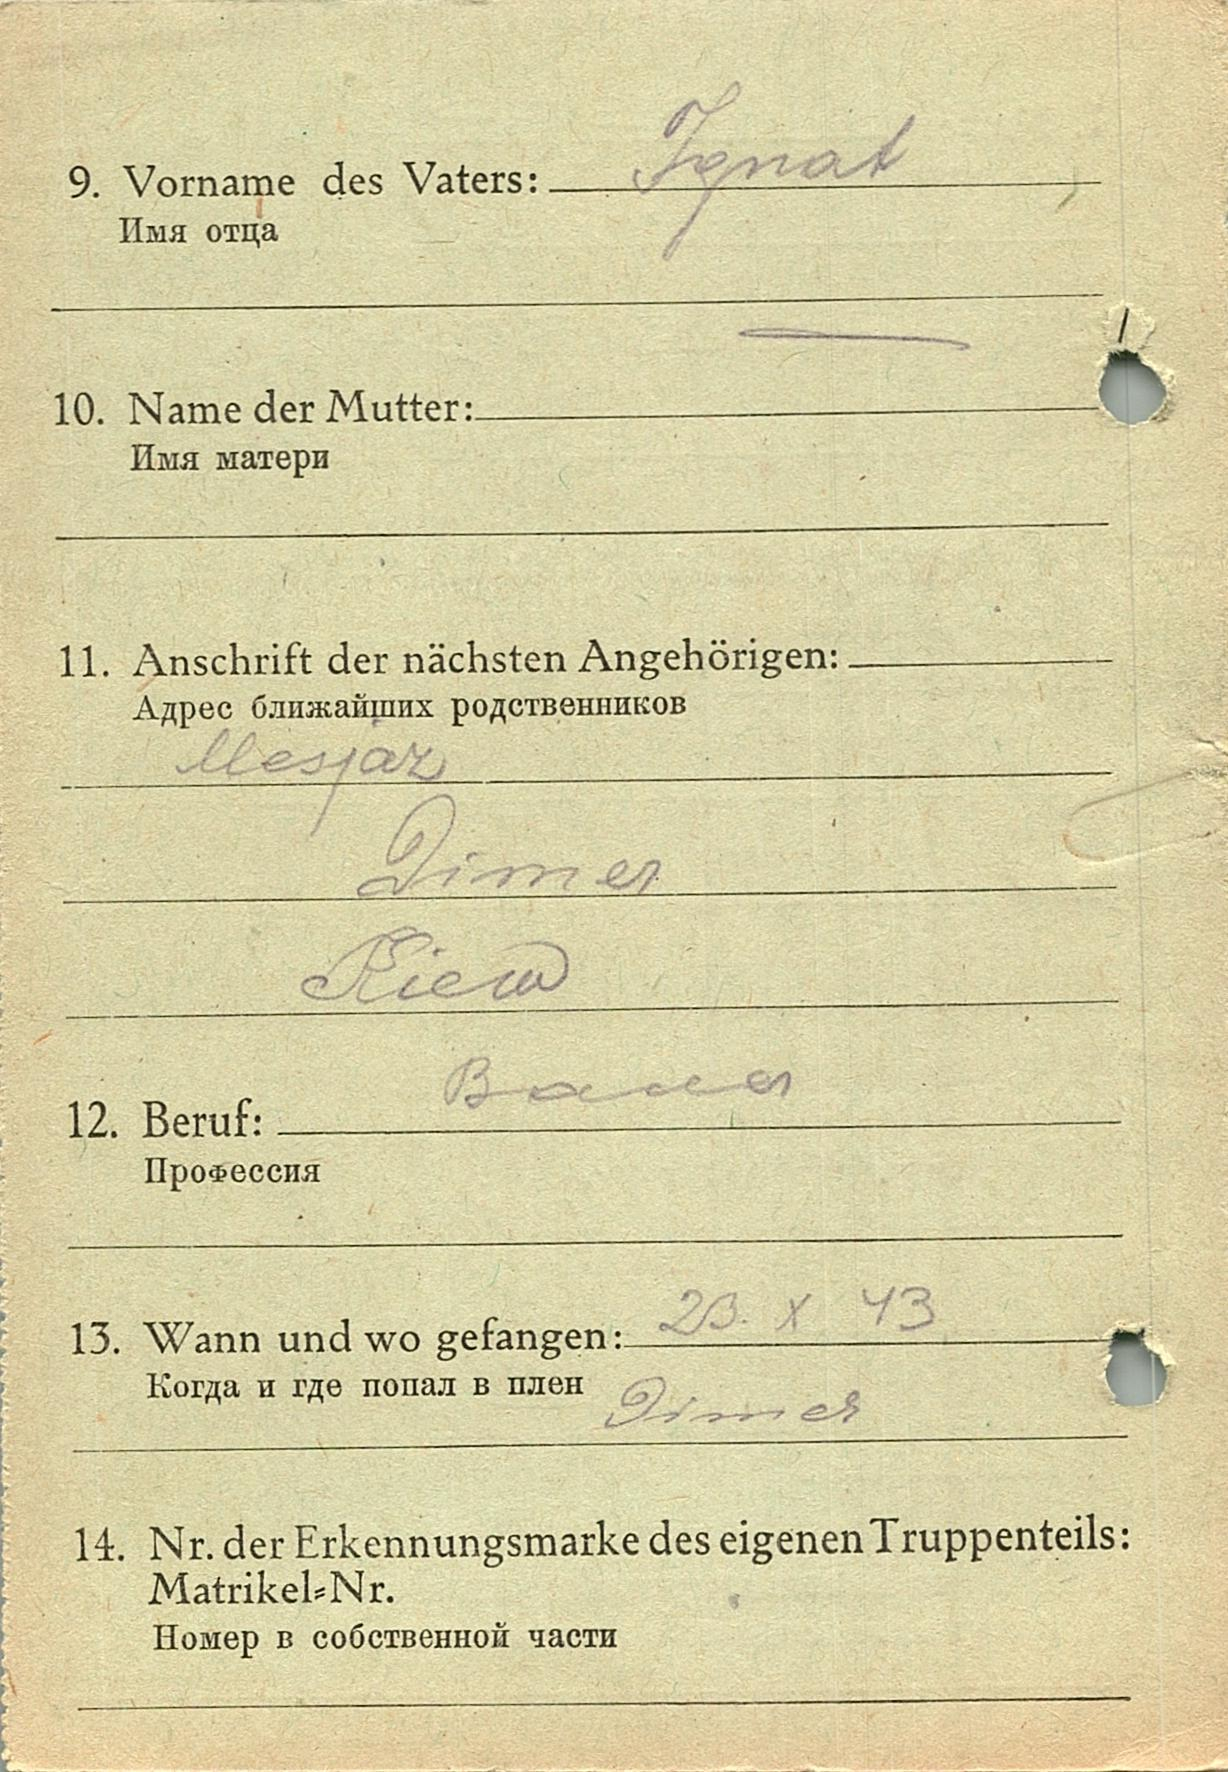 9. Vorname des Vaters: Ignat
Имя отца
10. Name der Mutter:
Имя матери
11. Anschrift der nächsten Angehörigen:
Адрес ближайших родственников
Mesjaz
Dimer
Kiew
12. Beruf: Bauer
Профессия
13. Wann und wo gefangen: 23. X 43
Когда и где попал в плен Dimer
14. Nr. der Erkennungsmarke des eigenen Truppenteils:
Matrikel-Nr.
Номер в собственной части